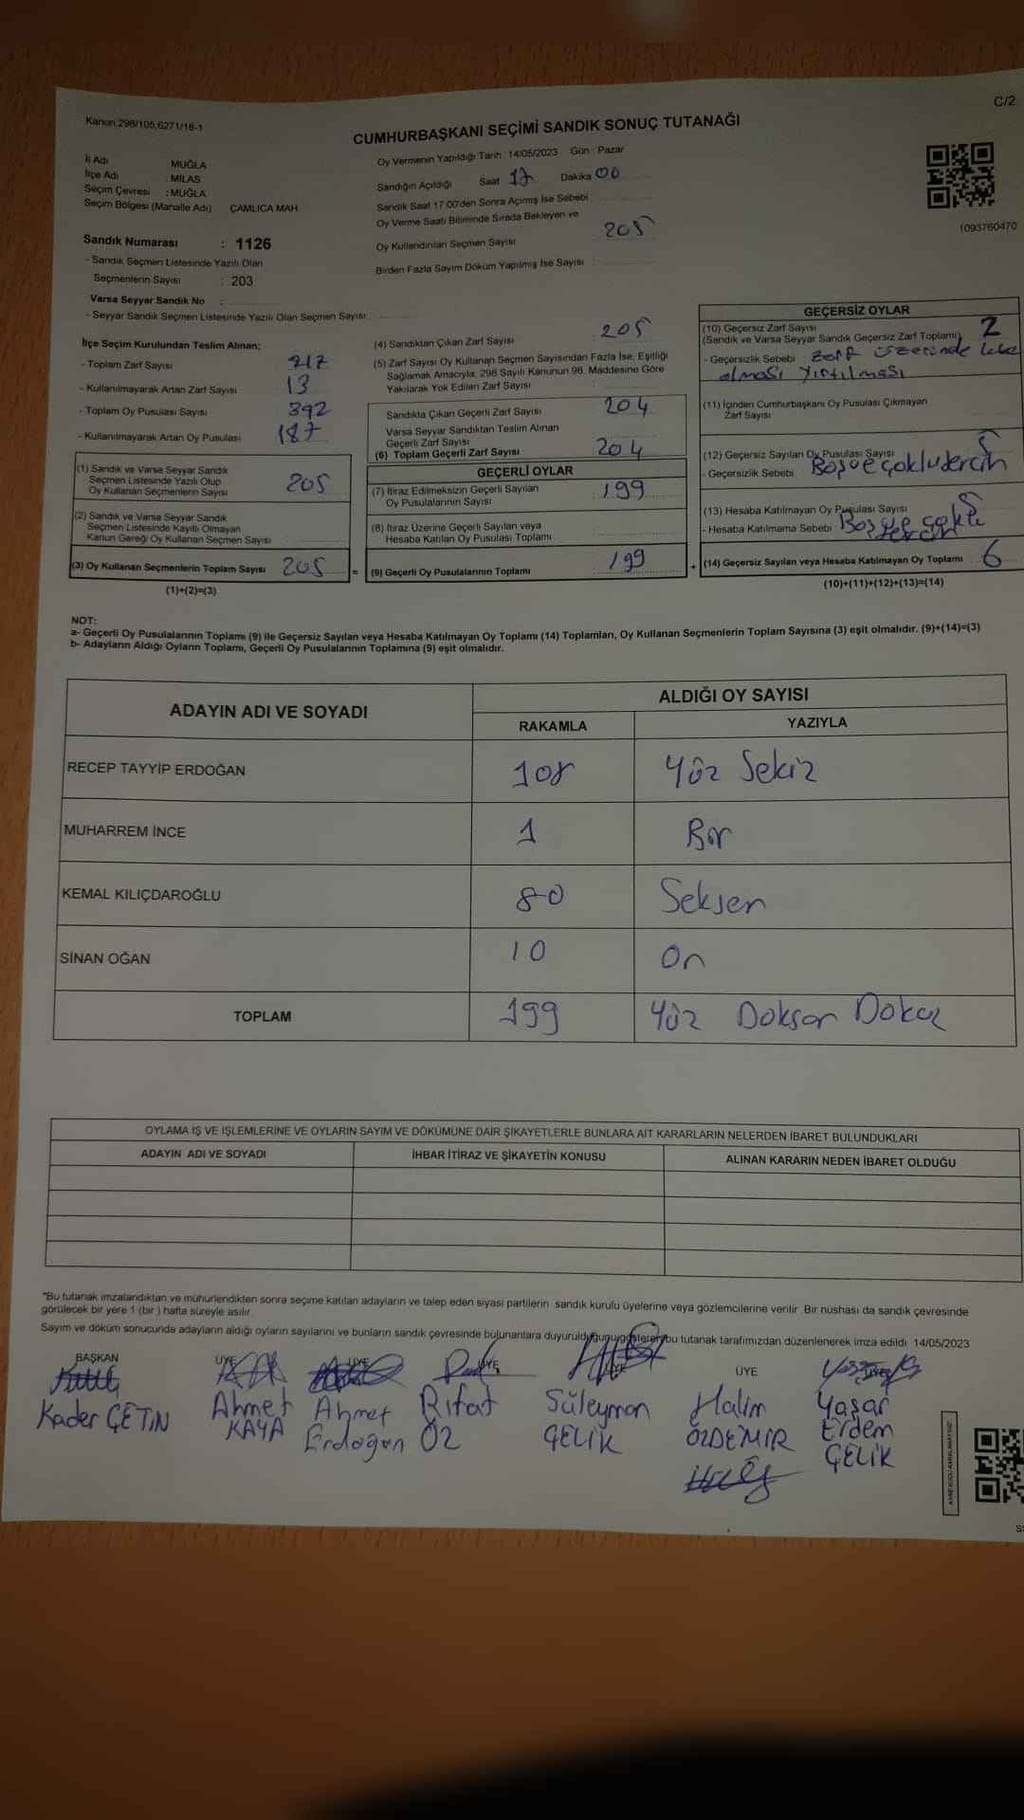 C/2
Kanun:298/105,6271/18-1
CUMHURBAŞKANI SEÇİMİ SANDIK SONUÇ TUTANAĞI
İl Adı MUĞLA
İlçe Adı MİLAS
Seçim Çevresi : MUĞLA
Seçim Bölgesi (Mahalle Adı) ÇAMLICA MAH.
Oy Vermenin Yapıldığı Tarih 14/05/2023 Gün : Pazar
Sandığın Açıldığı Saat 17 Dakika 00
Sandık Saat 17.00'den Sonra Açımış İse Sebebi
Oy Verme Saati Bitiminde Sırada Bekleyen ve
Oy Kullandırılan Seçmen Sayısı 205
Birden Fazla Sayım Döküm Yapılmış İse Sayısı :
1093760470
Sandık Numarası : 1126
- Sandık Seçmen Listesinde Yazılı Olan
Seçmenlerin Sayısı : 203
Varsa Seyyar Sandık No :
- Seyyar Sandık Seçmen Listesinde Yazılı Olan Seçmen Sayısı:
İlçe Seçim Kurulundan Teslim Alınan;
- Toplam Zarf Sayısı 217
- Kullanılmayarak Artan Zarf Sayısı 13
- Toplam Oy Pusulası Sayısı 392
- Kullanılmayarak Artan Oy Pusulası 187
(1) Sandık ve Varsa Seyyar Sandık
Seçmen Listesinde Yazılı Olup
Oy Kullanan Seçmenlerin Sayısı 205
(2) Sandık ve Varsa Seyyar Sandık
Seçmen Listesinde Kayıtlı Olmayan
Kanun Gereği Oy Kullanan Seçmen Sayısı
(3) Oy Kullanan Seçmenlerin Toplam Sayısı 205
(1)+(2)=(3)
(4) Sandıktan Çıkan Zarf Sayısı 205
(5) Zarf Sayısı Oy Kullanan Seçmen Sayısından Fazla İse, Eşitliği
Sağlamak Amacıyla, 298 Sayılı Kanunun 98. Maddesine Göre
Yakılarak Yok Edilen Zarf Sayısı :
Sandıkta Çıkan Geçerli Zarf Sayısı 204
Varsa Seyyar Sandıktan Teslim Alınan
Geçerli Zarf Sayısı
(6) Toplam Geçerli Zarf Sayısı 204
GEÇERLİ OYLAR
(7) İtiraz Edilmeksizin Geçerli Sayılan
Oy Pusulalarının Sayısı 199
(8) İtiraz Üzerine Geçerli Sayılan veya
Hesaba Katılan Oy Pusulası Toplamı
= (9) Geçerli Oy Pusulalarının Toplamı 199
GEÇERSİZ OYLAR
(10) Geçersiz Zarf Sayısı
(Sandık ve Varsa Seyyar Sandık Geçersiz Zarf Toplamı) 2
- Geçersizlik Sebebi : Zarf üzerinde leke
olması yırtılması
(11) İçinden Cumhurbaşkanı Oy Pusulası Çıkmayan
Zarf Sayısı
(12) Geçersiz Sayılan Oy Pusulası Sayısı 5
- Geçersizlik Sebebi Boş ve çoklu tercih
(13) Hesaba Katılmayan Oy Pusulası Sayısı 5
- Hesaba Katılmama Sebebi Boş ve çoklu
+ (14) Geçersiz Sayılan veya Hesaba Katılmayan Oy Toplamı 6
(10)+(11)+(12)+(13)=(14)
NOT:
a- Geçerli Oy Pusulalarının Toplamı (9) ile Geçersiz Sayılan veya Hesaba Katılmayan Oy Toplamı (14) Toplamları, Oy Kullanan Seçmenlerin Toplam Sayısına (3) eşit olmalıdır. (9)+(14)=(3)
b- Adayların Aldığı Oyların Toplamı, Geçerli Oy Pusulalarının Toplamına (9) eşit olmalıdır.
ADAYIN ADI VE SOYADI ALDIĞI OY SAYISI
RAKAMLA YAZIYLA
RECEP TAYYİP ERDOĞAN 108 Yüz Sekiz
MUHARREM İNCE 1 Bir
KEMAL KILIÇDAROĞLU 80 Seksen
SİNAN OĞAN 10 On
TOPLAM 199 Yüz Doksan Dokuz
OYLAMA İŞ VE İŞLEMLERİNE VE OYLARIN SAYIM VE DÖKÜMÜNE DAİR ŞİKAYETLERLE BUNLARA AİT KARARLARIN NELERDEN İBARET BULUNDUKLARI
ADAYIN ADI VE SOYADI İHBAR İTİRAZ VE ŞİKAYETİN KONUSU ALINAN KARARIN NEDEN İBARET OLDUĞU
*Bu tutanak imzalandıktan ve mühürlendikten sonra seçime katılan adayların ve talep eden siyasi partilerin sandık kurulu üyelerine veya gözlemcilerine verilir. Bir nüshası da sandık çevresinde
görülecek bir yere 1 (bir) hafta süreyle asılır.
Sayım ve döküm sonucunda adayların aldığı oyların sayılarını ve bunların sandık çevresinde bulunanlara duyurulduğunu gösterir bu tutanak tarafımızdan düzenlenerek imza edildi. 14/05/2023
BAŞKAN ÜYE ÜYE ÜYE ÜYE ÜYE ÜYE
Kader ÇETİN Ahmet KAYA Ahmet Erdoğan Rıfat ÖZ Süleyman ÇELİK Halim ÖZDEMİR Yaşar Erdem ÇELİK